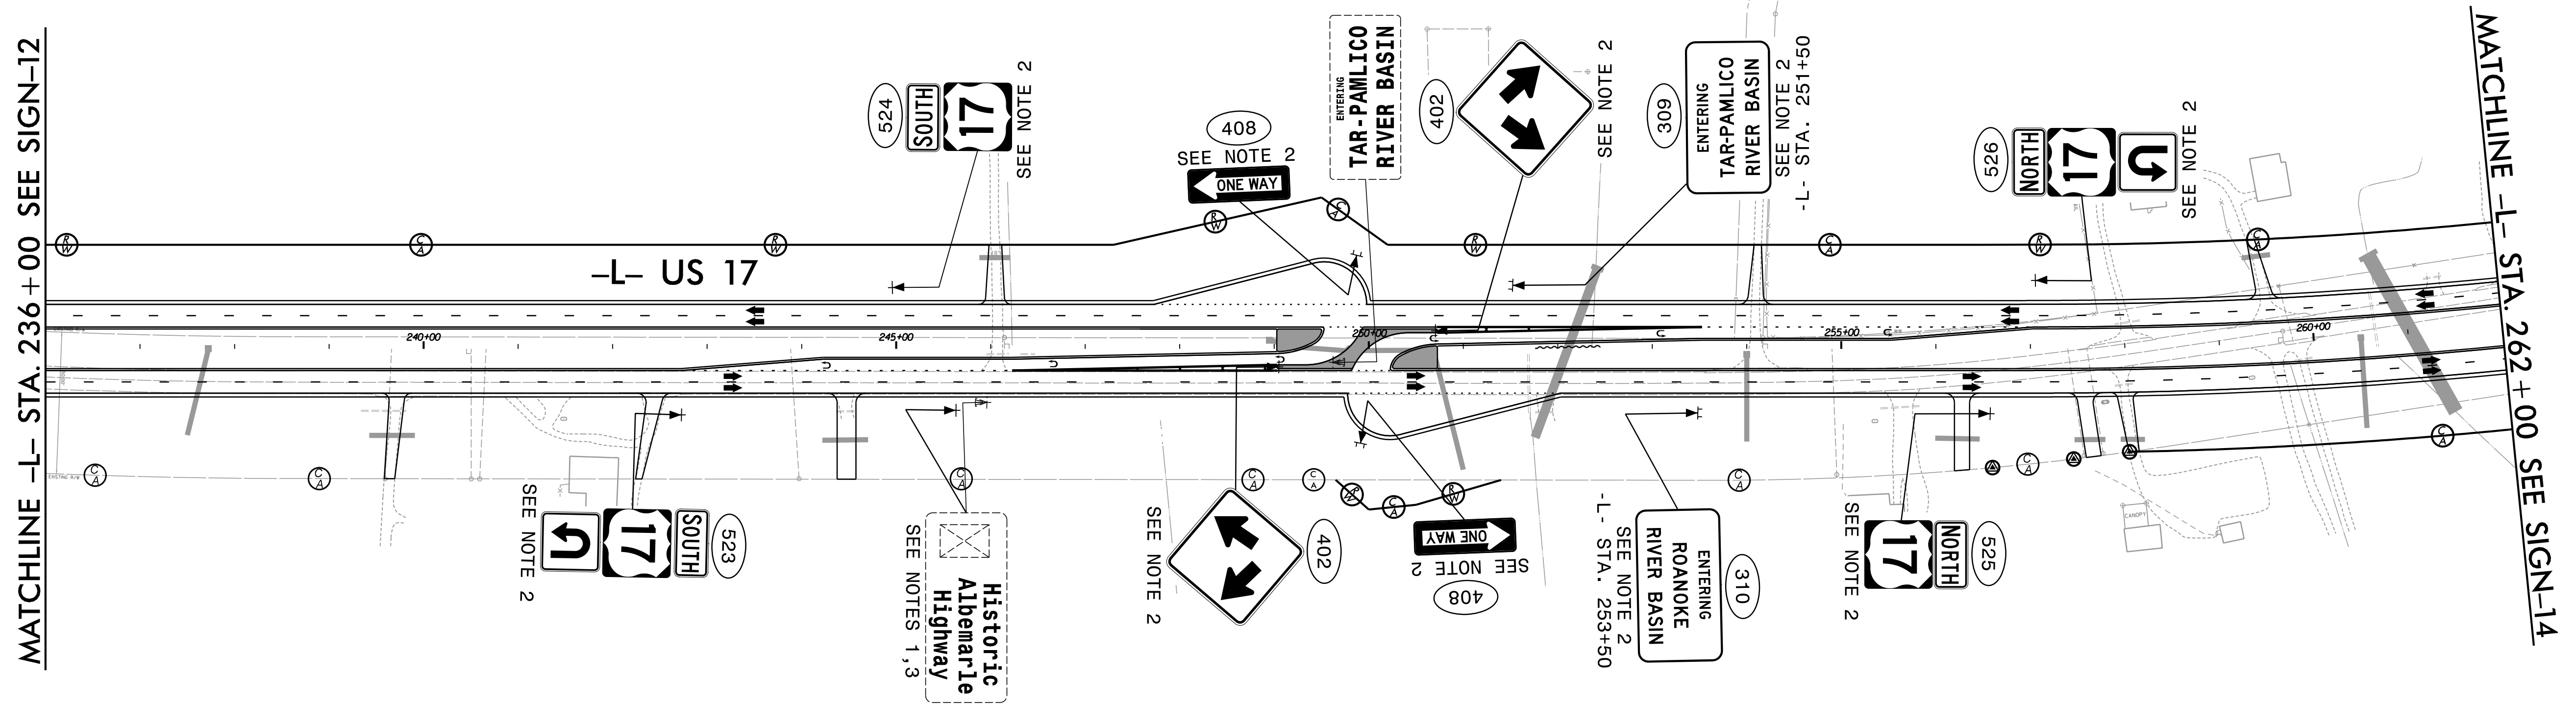 MATCHLINE -L- STA. 236+00 SEE SIGN-12
524
SOUTH
17
SEE NOTE 2
408
SEE NOTE 2
ONE WAY
ENTERING
TAR-PAMLICO
RIVER BASIN
402
SEE NOTE 2
309
ENTERING
TAR-PAMLICO
RIVER BASIN
SEE NOTE 2
-L- STA. 251+50
526
NORTH
17
SEE NOTE 2
MATCHLINE -L- STA. 262+00 SEE SIGN-14
R/W
C/A
R/W
R/W
C/A
R/W
C/A
R/W
C/A
-L- US 17
240+00
245+00
250+00
255+00
260+00
EXISTING R/W
EXISTING R/W
C/A
C/A
C/A
C/A
C/A
R/W
C/A
R/W
C/A
C/A
C/A
SEE NOTE 2
17
SOUTH
523
SEE NOTES 1,3
Historic
Albemarle
Highway
SEE NOTE 2
402
ONE WAY
SEE NOTE 2
408
-L- STA. 253+50
SEE NOTE 2
ENTERING
ROANOKE
RIVER BASIN
310
SEE NOTE 2
17
NORTH
525
CANOPY